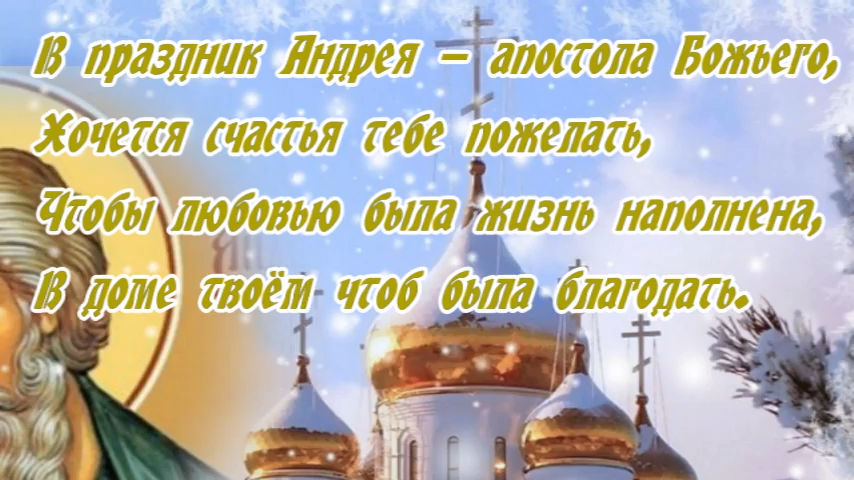 В праздник Андрея – апостола Божьего,
Хочется счастья тебе пожелать,
Чтобы любовью была жизнь наполнена,
В доме твоём чтоб была благодать.